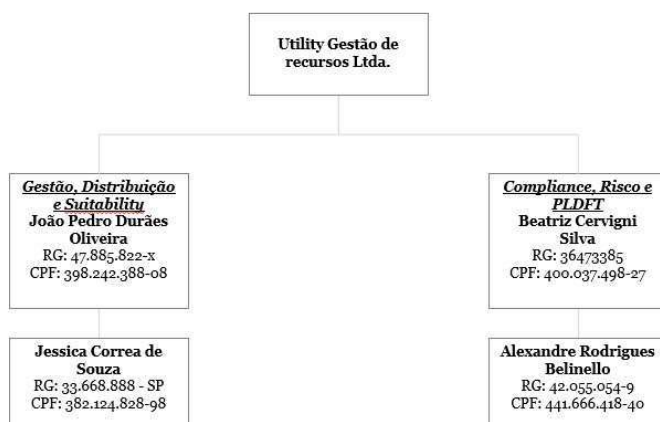 Utility Gestão de
recursos Ltda.
Gestão, Distribuição
e Suitability
João Pedro Durães
Oliveira
RG: 47.885.822-x
CPF: 398.242.388-08
Compliance, Risco e
PLDFT
Beatriz Cervigni
Silva
RG: 36473385
CPF: 400.037.498-27
Jessica Correa de
Souza
RG: 33.668.888 - SP
CPF: 382.124.828-98
Alexandre Rodrigues
Belinello
RG: 42.055.054-9
CPF: 441.666.418-40